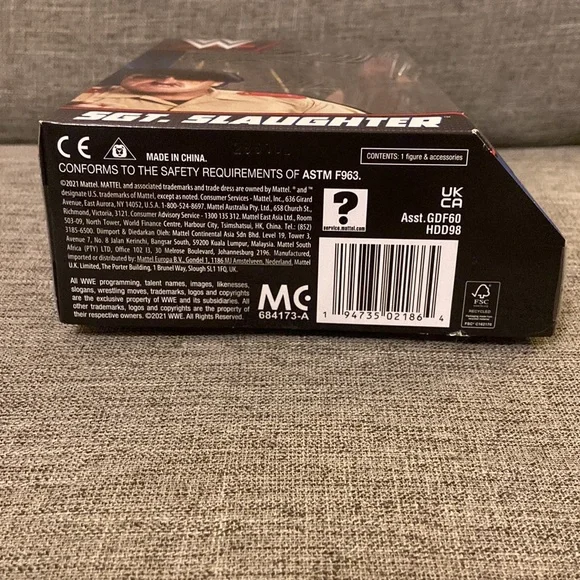 SGT. SLAUGHTER
CE
MADE IN CHINA.
CONFORMS TO THE SAFETY REQUIREMENTS OF ASTM F963.
CONTENTS: 1 figure & accessories
©2021 Mattel. MATTEL and associated trademarks and trade dress are owned by Mattel. ® and ™
designate U.S. trademarks of Mattel, except as noted. Consumer Services - Mattel, Inc., 636 Girard
Avenue, East Aurora, NY 14052, U.S.A. 1-800-524-8697. Mattel Australia Pty. Ltd., 658 Church St.,
Richmond, Victoria, 3121. Consumer Advisory Service - 1300 135 312. Mattel East Asia Ltd., Room
503-09, North Tower, World Finance Centre, Harbour City, Tsimshatsui, HK, China. Tel.: (852)
3185-6500. Diimport & Diedarkan Oleh: Mattel Continental Asia Sdn Bhd. Level 19, Tower 3,
Avenue 7, No. 8 Jalan Kerinchi, Bangsar South, 59200 Kuala Lumpur, Malaysia. Mattel South
Africa (PTY) LTD, Office 102 I3, 30 Melrose Boulevard, Johannesburg 2196. Manufactured,
imported or distributed by: Mattel Europa B.V., Gondel 1, 1186 MJ Amstelveen, Nederland. Mattel
U.K. Limited, The Porter Building, 1 Brunel Way, Slough SL1 1FQ, UK.
?
service.mattel.com
UK
CA
Asst.GDF60
HDD98
All WWE programming, talent names, images, likenesses,
slogans, wrestling moves, trademarks, logos and copyrights
are the exclusive property of WWE and its subsidiaries. All
other trademarks, logos and copyrights are the property of
their respective owners. ©2021 WWE. All Rights Reserved.
MC
684173-A
1 94735 02186 4
FSC
RECYCLED